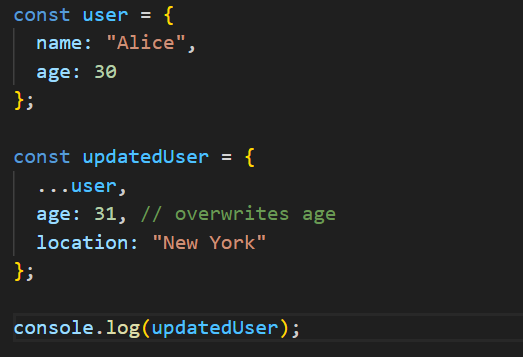 const user = {
  name: "Alice",
  age: 30
};

const updatedUser = {
  ...user,
  age: 31, // overwrites age
  location: "New York"
};

console.log(updatedUser);